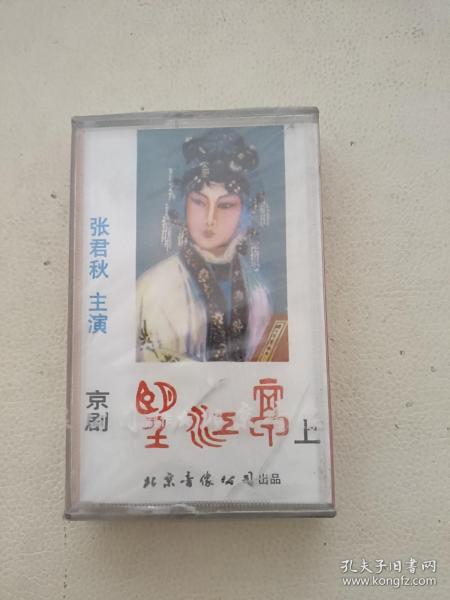 张君秋 主演
京剧
望江亭 上
北京音像公司出品
孔夫子旧书网
www.kongfz.com